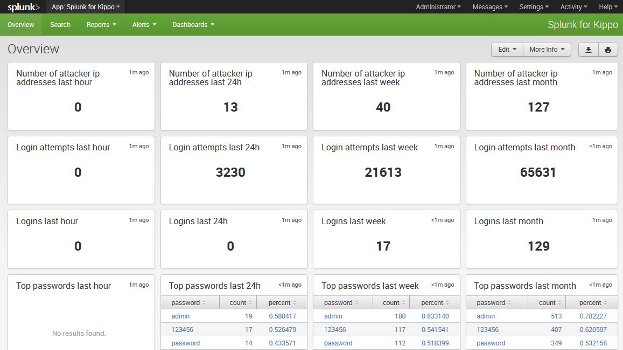 splunk> App: Splunk for Kippo Administrator Messages Settings Activity Help
Overview Search Reports Alerts Dashboards Splunk for Kippo
Overview Edit More Info
Number of attacker ip addresses last hour 1m ago
0
Number of attacker ip addresses last 24h 1m ago
13
Number of attacker ip addresses last week 1m ago
40
Number of attacker ip addresses last month 1m ago
127
Login attempts last hour 1m ago
0
Login attempts last 24h 1m ago
3230
Login attempts last week 1m ago
21613
Login attempts last month <1m ago
65631
Logins last hour 1m ago
0
Logins last 24h 1m ago
0
Logins last week <1m ago
17
Logins last month 1m ago
129
Top passwords last hour 1m ago
No results found.
Top passwords last 24h <1m ago
password count percent
admin 19 0.588417
123456 17 0.526479
password 14 0.433571
Top passwords last week <1m ago
password count percent
admin 180 0.833140
123456 117 0.541541
password 112 0.518399
Top passwords last month <1m ago
password count percent
admin 513 0.782227
123456 407 0.620597
password 349 0.532158